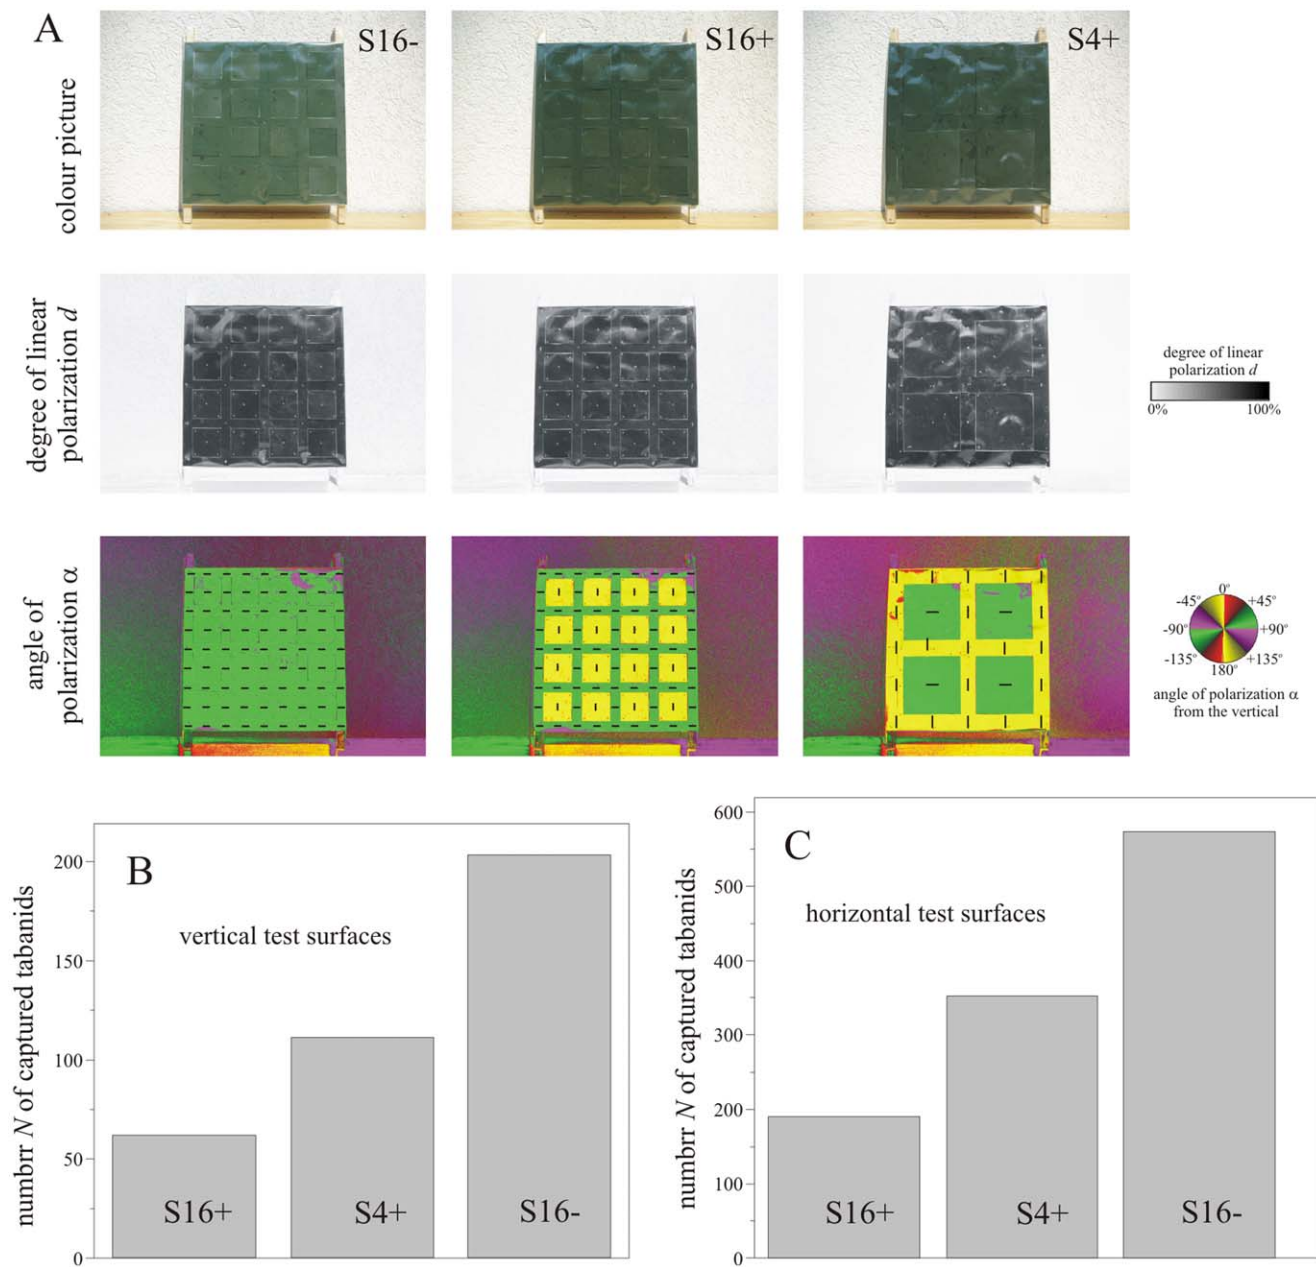 A
S16-
S16+
S4+
colour picture
degree of linear
polarization d
degree of linear
polarization d
0%
100%
angle of
polarization α
0°
-45°
+45°
-90°
+90°
-135°
+135°
180°
angle of polarization α
from the vertical
B
vertical test surfaces
numbrr N of captured tabanids
200
150
100
50
0
S16+
S4+
S16-
C
horizontal test surfaces
numbrr N of captured tabanids
600
500
400
300
200
100
0
S16+
S4+
S16-